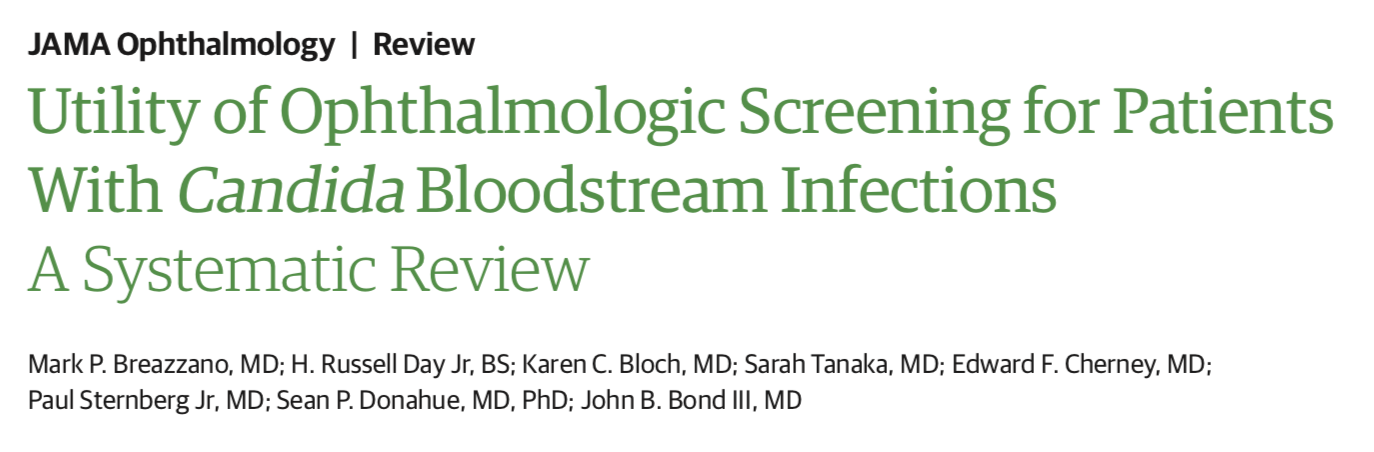 JAMA Ophthalmology | Review
Utility of Ophthalmologic Screening for Patients
With Candida Bloodstream Infections
A Systematic Review
Mark P. Breazzano, MD; H. Russell Day Jr, BS; Karen C. Bloch, MD; Sarah Tanaka, MD; Edward F. Cherney, MD;
Paul Sternberg Jr, MD; Sean P. Donahue, MD, PhD; John B. Bond III, MD